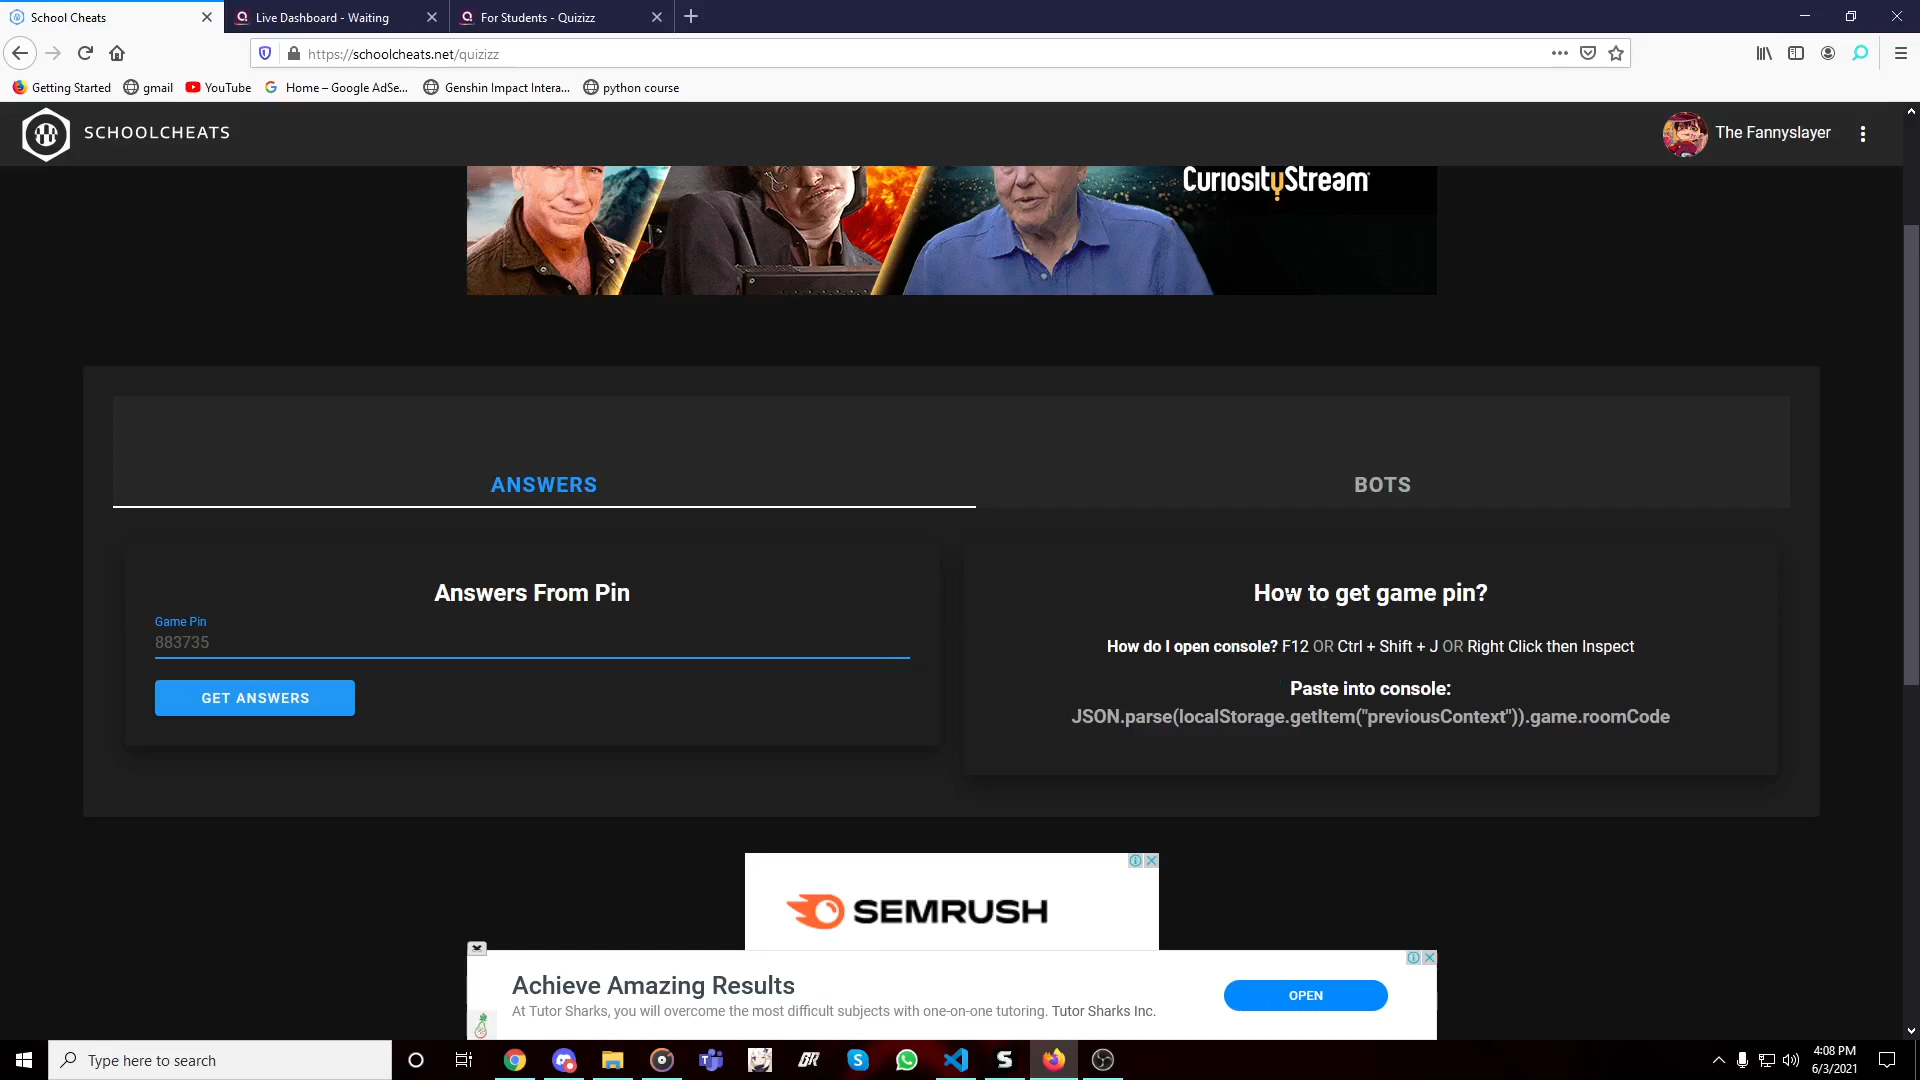 School Cheats
Live Dashboard - Waiting
For Students - Quizizz
https://schoolcheats.net/quizizz
Getting Started
gmail
YouTube
Home – Google AdSe...
Genshin Impact Intera...
python course
SCHOOLCHEATS
The Fannyslayer
CuriosityStream
ANSWERS
BOTS
Answers From Pin
Game Pin
883735
GET ANSWERS
How to get game pin?
How do I open console? F12 OR Ctrl + Shift + J OR Right Click then Inspect
Paste into console:
JSON.parse(localStorage.getItem("previousContext")).game.roomCode
SEMRUSH
Achieve Amazing Results
At Tutor Sharks, you will overcome the most difficult subjects with one-on-one tutoring. Tutor Sharks Inc.
OPEN
Type here to search
4:08 PM
6/3/2021